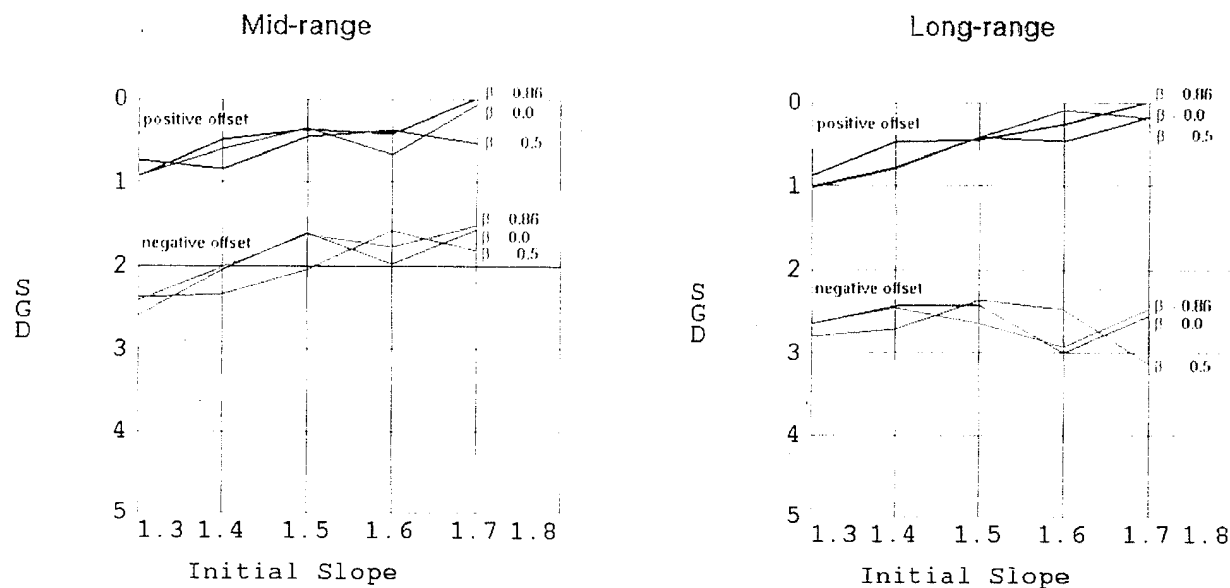 Mid-range
0
1
2
3
4
5
positive offset
β 0.86
β 0.0
β 0.5
negative offset
β 0.86
β 0.0
β 0.5
S
G
D
1.3 1.4 1.5 1.6 1.7 1.8
Initial Slope
Long-range
0
1
2
3
4
5
positive offset
β 0.86
β 0.0
β 0.5
negative offset
β 0.86
β 0.0
β 0.5
S
G
D
1.3 1.4 1.5 1.6 1.7 1.8
Initial Slope